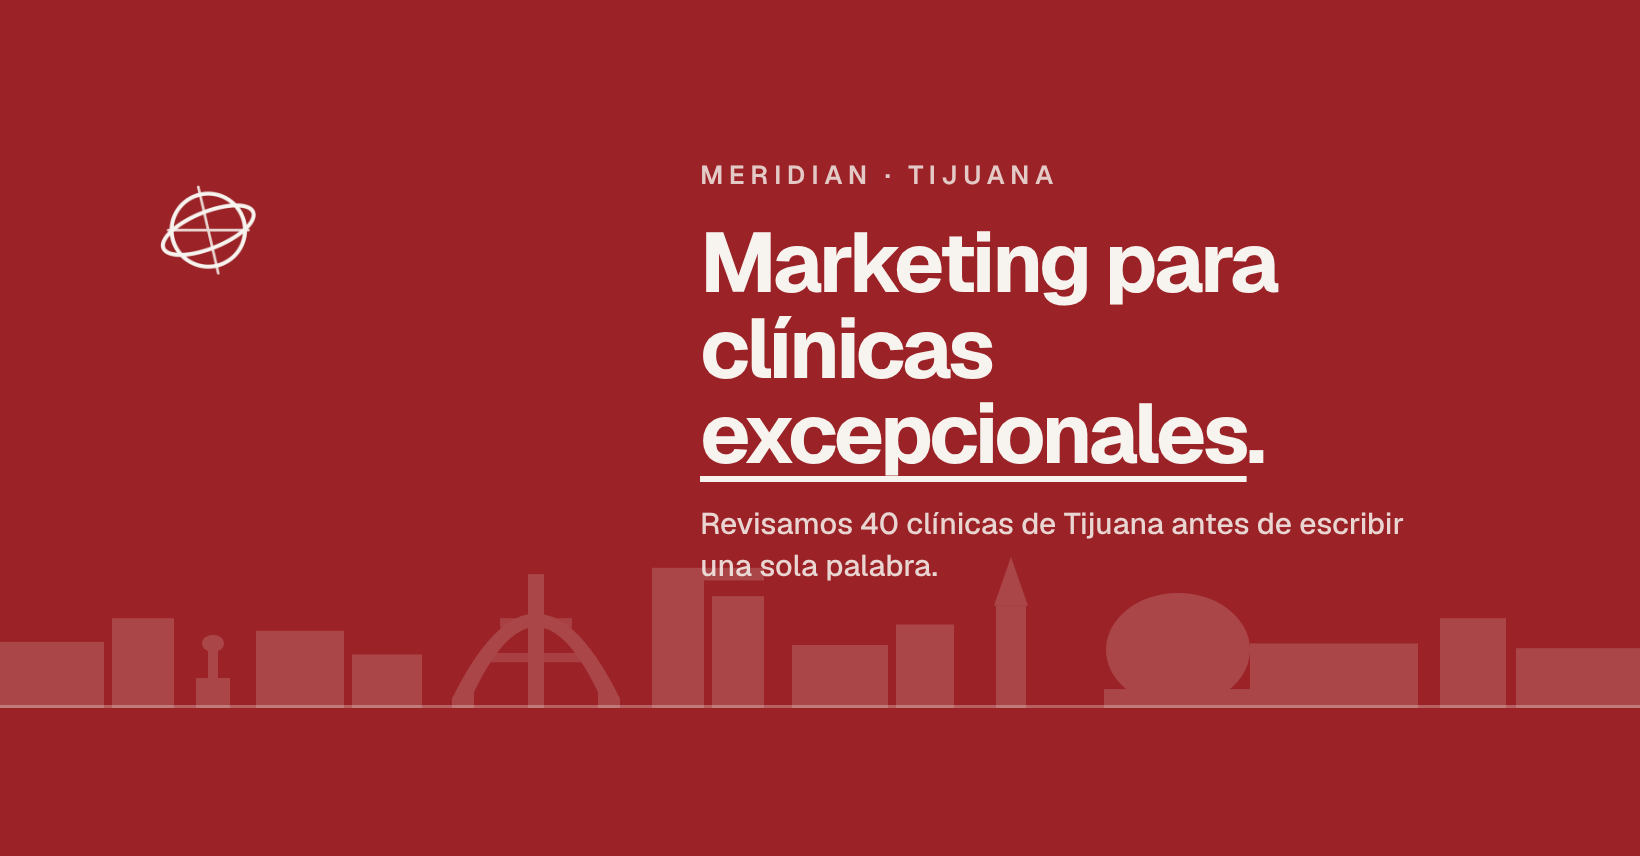 MERIDIAN · TIJUANA
Marketing para
clínicas
excepcionales.
Revisamos 40 clínicas de Tijuana antes de escribir
una sola palabra.